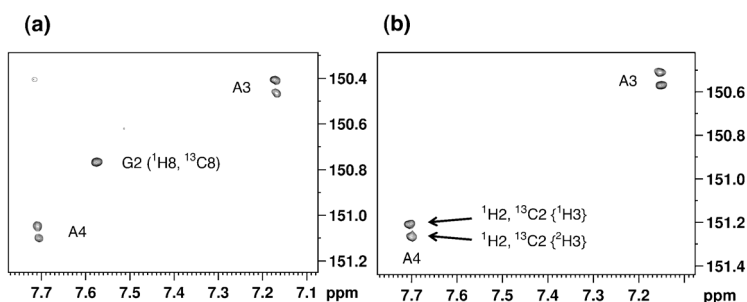 (a)
A3
G2 (¹H8, ¹³C8)
A4
150.4
150.6
150.8
151.0
151.2
7.7 7.6 7.5 7.4 7.3 7.2 7.1 ppm
(b)
A3
¹H2, ¹³C2 {¹H3}
¹H2, ¹³C2 {²H3}
A4
150.6
150.8
151.0
151.2
151.4
7.7 7.6 7.5 7.4 7.3 7.2 ppm